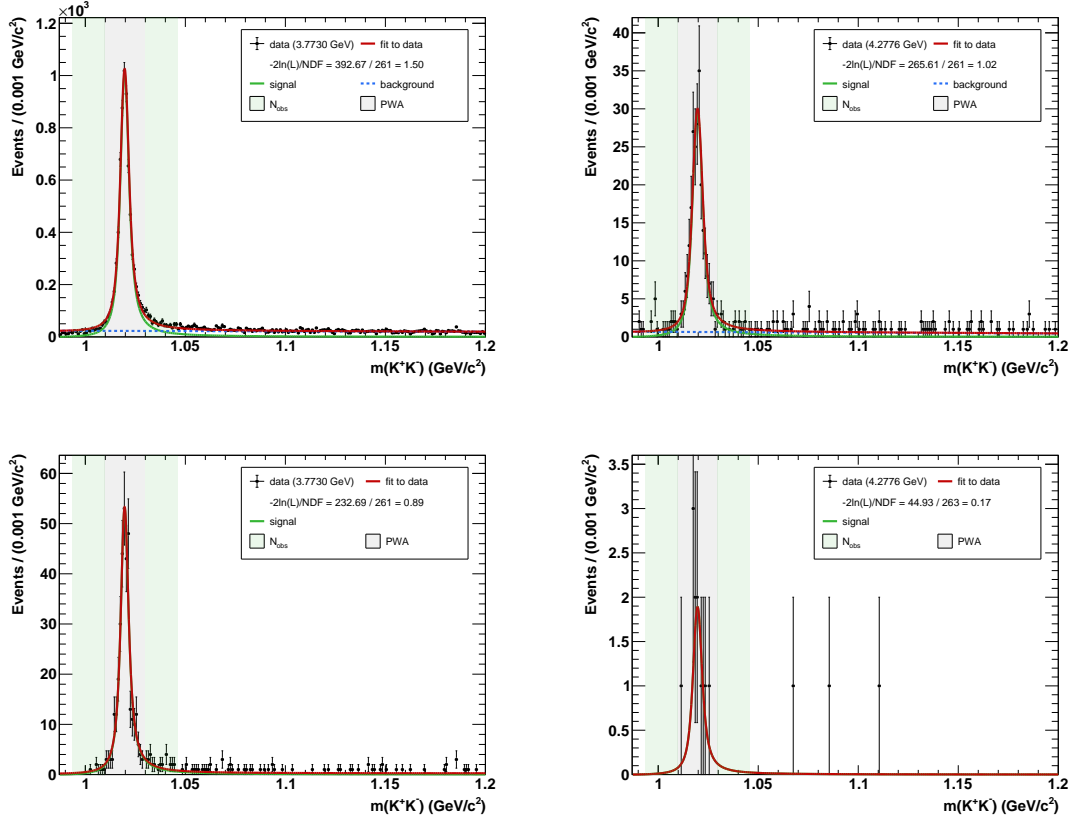 ×10³
Events / (0.001 GeV/c²)
1.2
1
0.8
0.6
0.4
0.2
0
data (3.7730 GeV) fit to data
-2ln(L)/NDF = 392.67 / 261 = 1.50
signal background
N_obs PWA
1 1.05 1.1 1.15 1.2
m(K⁺K⁻) (GeV/c²)
Events / (0.001 GeV/c²)
40
35
30
25
20
15
10
5
0
data (4.2776 GeV) fit to data
-2ln(L)/NDF = 265.61 / 261 = 1.02
signal background
N_obs PWA
1 1.05 1.1 1.15 1.2
m(K⁺K⁻) (GeV/c²)
Events / (0.001 GeV/c²)
60
50
40
30
20
10
0
data (3.7730 GeV) fit to data
-2ln(L)/NDF = 232.69 / 261 = 0.89
signal
N_obs PWA
1 1.05 1.1 1.15 1.2
m(K⁺K⁻) (GeV/c²)
Events / (0.001 GeV/c²)
3.5
3
2.5
2
1.5
1
0.5
0
data (4.2776 GeV) fit to data
-2ln(L)/NDF = 44.93 / 263 = 0.17
signal
N_obs PWA
1 1.05 1.1 1.15 1.2
m(K⁺K⁻) (GeV/c²)